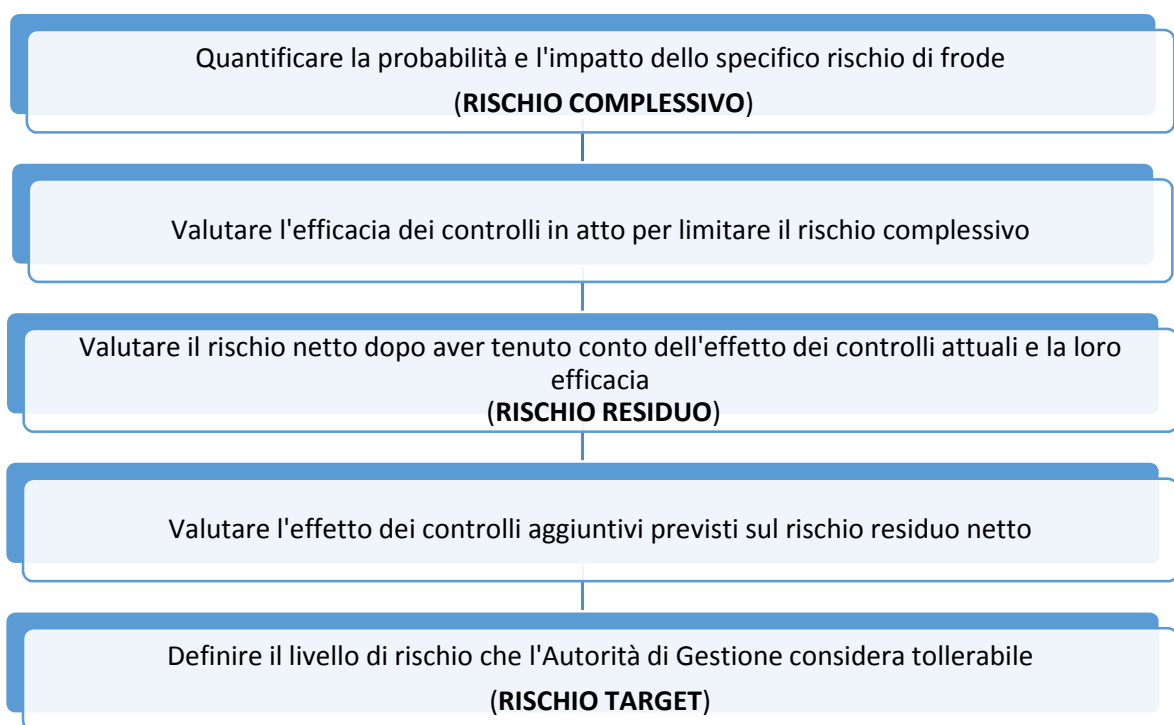 Quantificare la probabilità e l'impatto dello specifico rischio di frode
(RISCHIO COMPLESSIVO)
Valutare l'efficacia dei controlli in atto per limitare il rischio complessivo
Valutare il rischio netto dopo aver tenuto conto dell'effetto dei controlli attuali e la loro
efficacia
(RISCHIO RESIDUO)
Valutare l'effetto dei controlli aggiuntivi previsti sul rischio residuo netto
Definire il livello di rischio che l'Autorità di Gestione considera tollerabile
(RISCHIO TARGET)